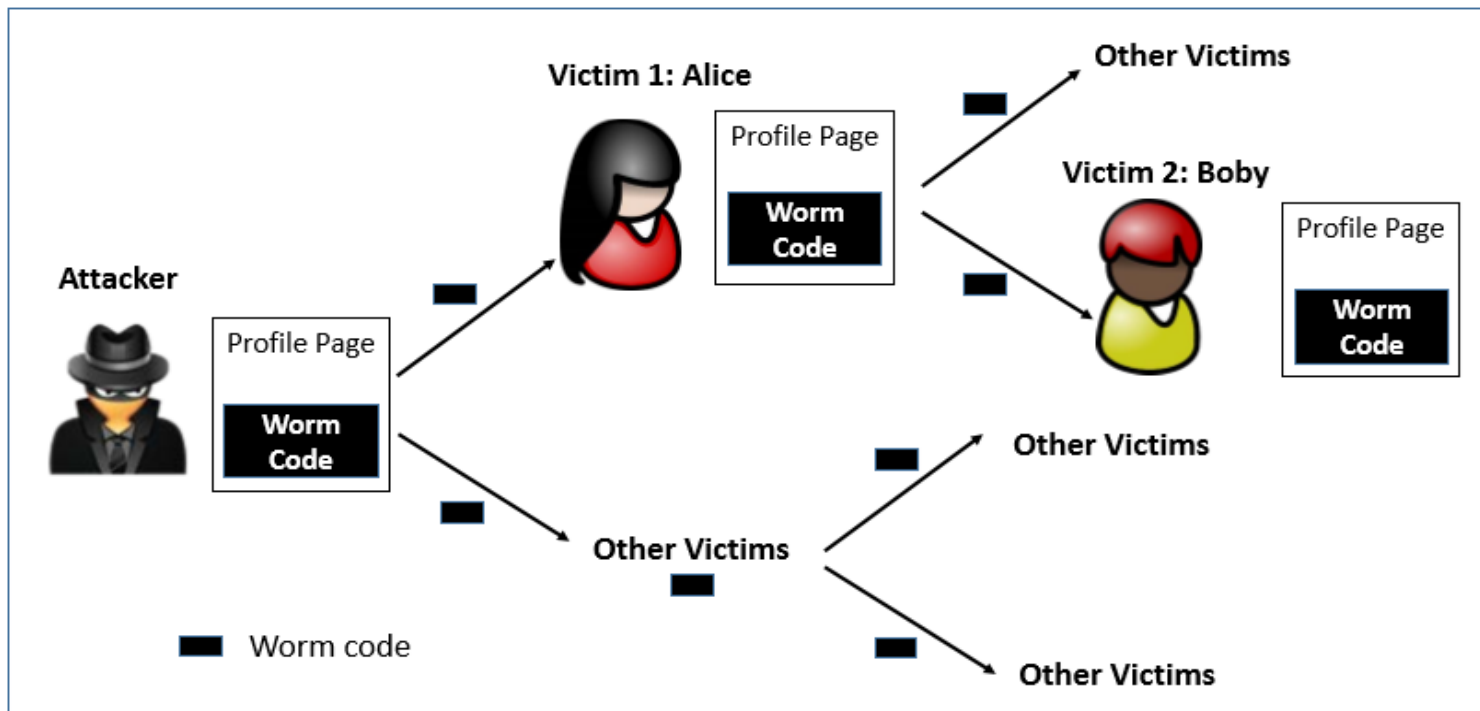 Other Victims
Victim 1: Alice
Profile Page
Worm
Code
Victim 2: Boby
Profile Page
Worm
Code
Attacker
Profile Page
Worm
Code
Other Victims
Other Victims
Other Victims
Worm code